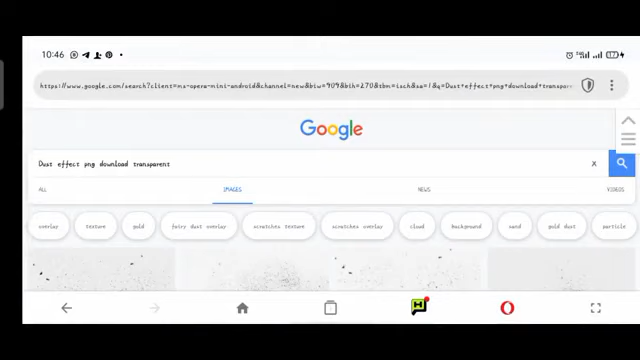 10:46
https://www.google.com/search?client=ms-opera-mini-android&channel=new&biw=909&bih=270&tbm=isch&sa=1&q=Dust+effect+png+download+transpar
Google
Dust effect png download transparent X
ALL IMAGES NEWS VIDEOS
overlay texture gold fairy dust overlay scratches texture scratches overlay cloud background sand gold dust particle